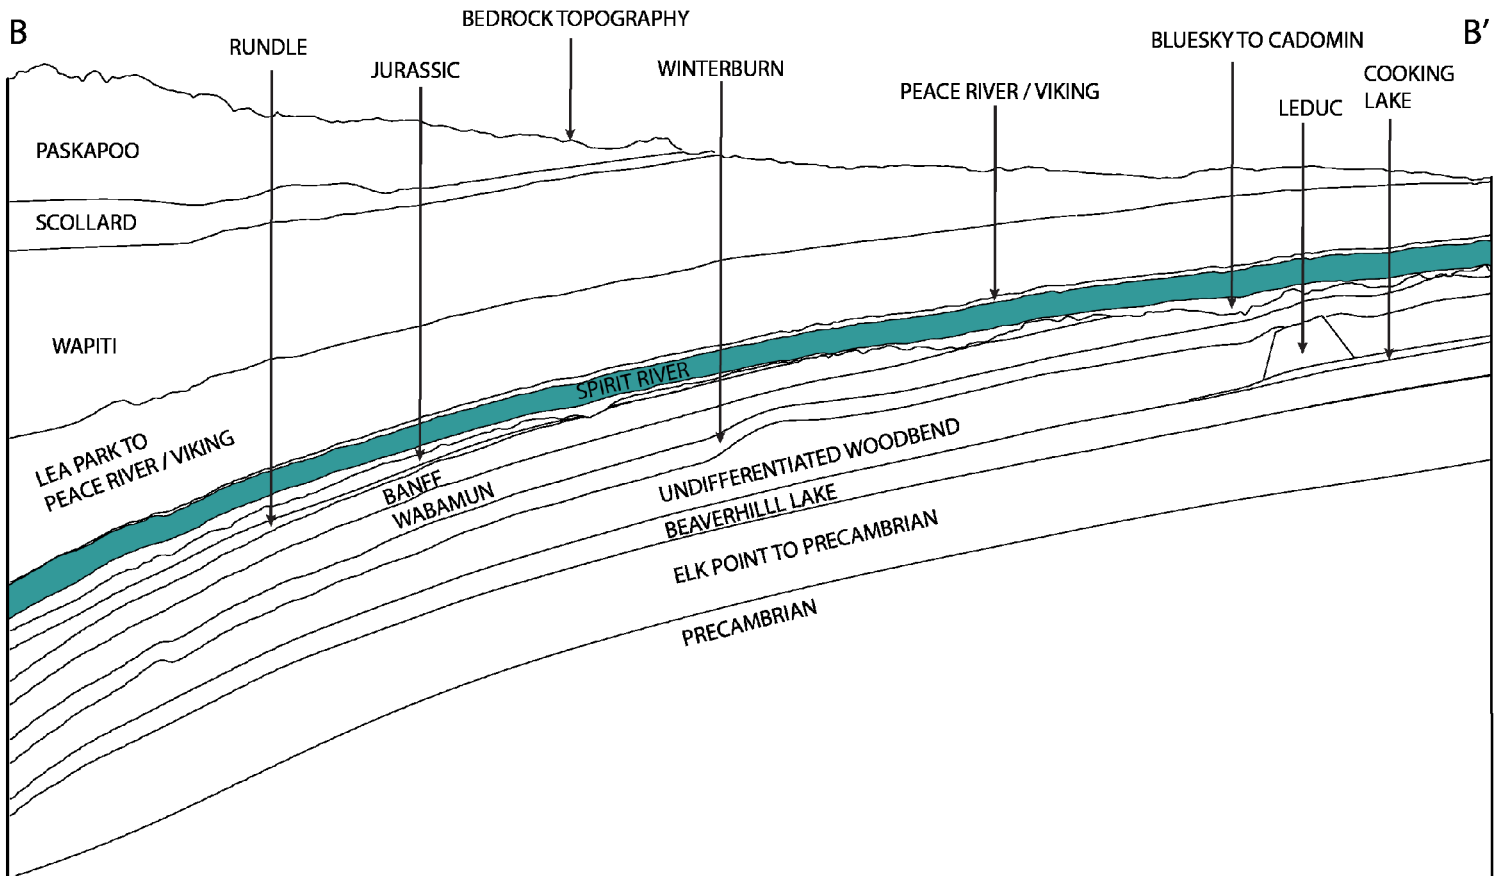 B
BEDROCK TOPOGRAPHY
B'
RUNDLE
JURASSIC
WINTERBURN
BLUESKY TO CADOMIN
PEACE RIVER / VIKING
COOKING
LAKE
LEDUC
PASKAPOO
SCOLLARD
WAPITI
SPIRIT RIVER
LEA PARK TO
PEACE RIVER / VIKING
BANFF
WABAMUN
UNDIFFERENTIATED WOODBEND
BEAVERHILLL LAKE
ELK POINT TO PRECAMBRIAN
PRECAMBRIAN